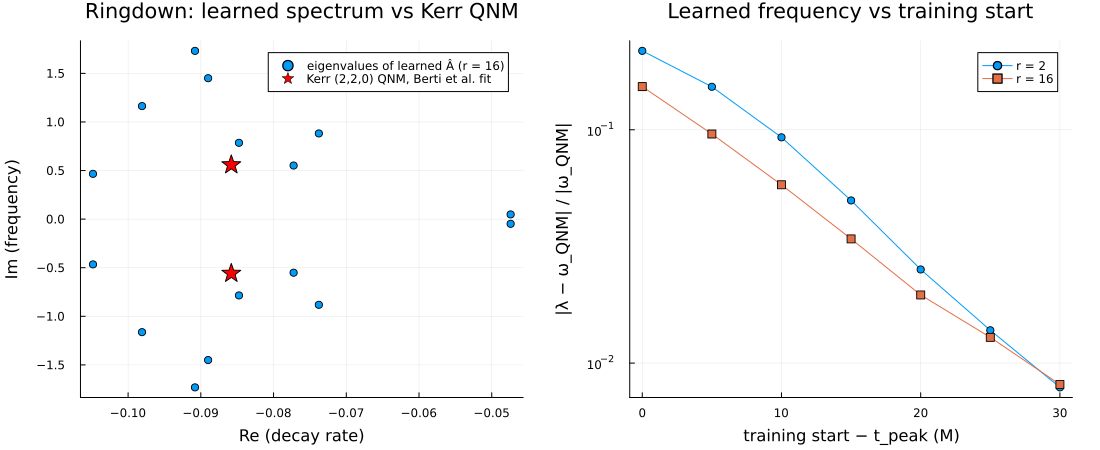 Ringdown: learned spectrum vs Kerr QNM
eigenvalues of learned Â (r = 16)
Kerr (2,2,0) QNM, Berti et al. fit
Im (frequency)
1.5
1.0
0.5
0.0
−0.5
−1.0
−1.5
−0.10
−0.09
−0.08
−0.07
−0.06
−0.05
Re (decay rate)
Learned frequency vs training start
r = 2
r = 16
|λ − ω_QNM| / |ω_QNM|
10⁻¹
10⁻²
0
10
20
30
training start − t_peak (M)